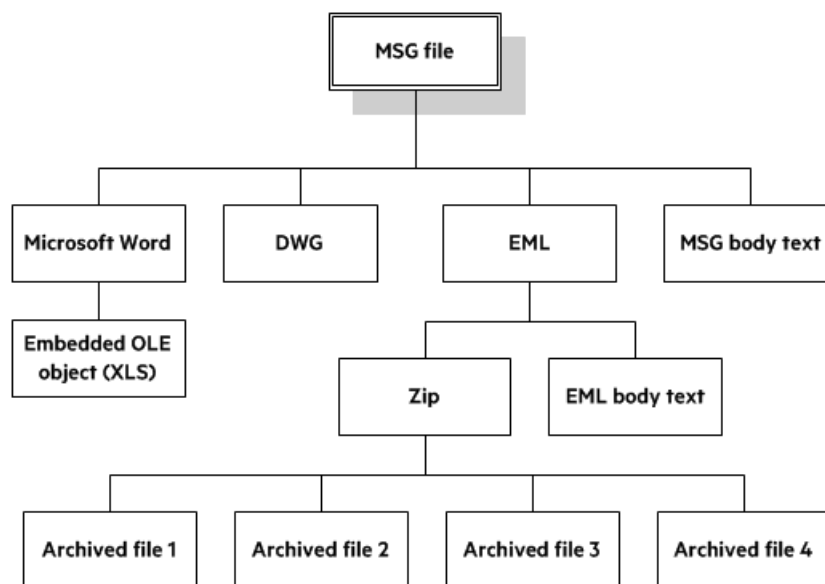 MSG file
Microsoft Word
DWG
EML
MSG body text
Embedded OLE
object (XLS)
Zip
EML body text
Archived file 1
Archived file 2
Archived file 3
Archived file 4